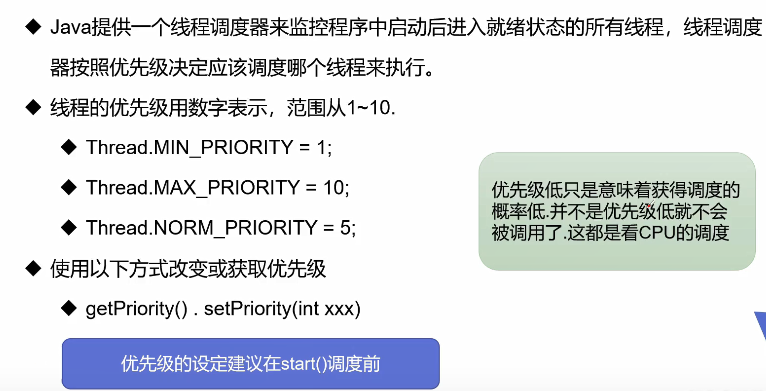 ◆ Java提供一个线程调度器来监控程序中启动后进入就绪状态的所有线程，线程调度
器按照优先级决定应该调度哪个线程来执行。
◆ 线程的优先级用数字表示，范围从1~10.
◆ Thread.MIN_PRIORITY = 1;
◆ Thread.MAX_PRIORITY = 10;
◆ Thread.NORM_PRIORITY = 5;
◆ 使用以下方式改变或获取优先级
◆ getPriority() . setPriority(int xxx)
优先级低只是意味着获得调度的
概率低.并不是优先级低就不会
被调用了.这都是看CPU的调度
优先级的设定建议在start()调度前